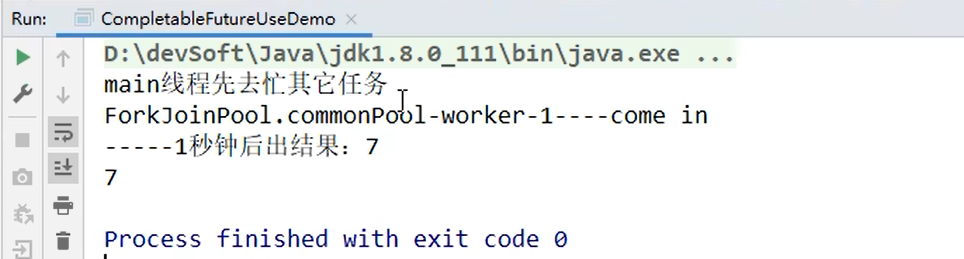 Run: CompletableFutureUseDemo ×
D:\devSoft\Java\jdk1.8.0_111\bin\java.exe ...
main线程先去忙其它任务
ForkJoinPool.commonPool-worker-1----come in
-----1秒钟后出结果：7
7
Process finished with exit code 0